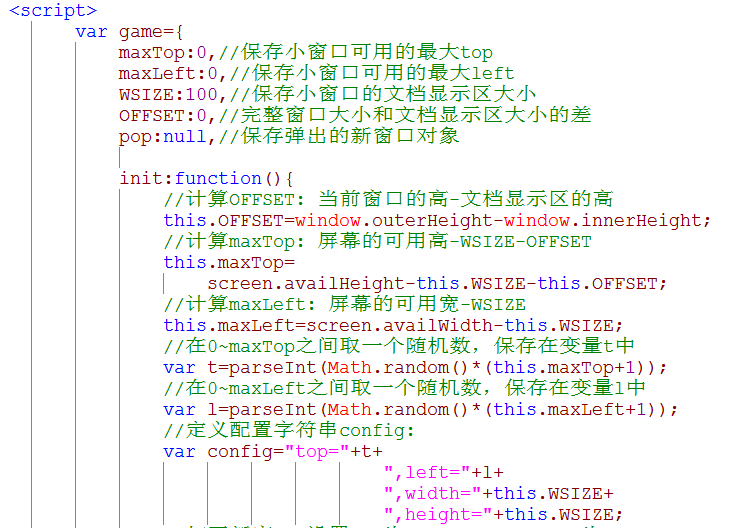 <script>
var game={
maxTop:0,//保存小窗口可用的最大top
maxLeft:0,//保存小窗口可用的最大left
WSIZE:100,//保存小窗口的文档显示区大小
OFFSET:0,//完整窗口大小和文档显示区大小的差
pop:null,//保存弹出的新窗口对象
init:function(){
//计算OFFSET: 当前窗口的高-文档显示区的高
this.OFFSET=window.outerHeight-window.innerHeight;
//计算maxTop: 屏幕的可用高-WSIZE-OFFSET
this.maxTop=
screen.availHeight-this.WSIZE-this.OFFSET;
//计算maxLeft: 屏幕的可用宽-WSIZE
this.maxLeft=screen.availWidth-this.WSIZE;
//在0~maxTop之间取一个随机数，保存在变量t中
var t=parseInt(Math.random()*(this.maxTop+1));
//在0~maxLeft之间取一个随机数，保存在变量l中
var l=parseInt(Math.random()*(this.maxLeft+1));
//定义配置字符串config:
var config="top="+t+
",left="+l+
",width="+this.WSIZE+
",height="+this.WSIZE;